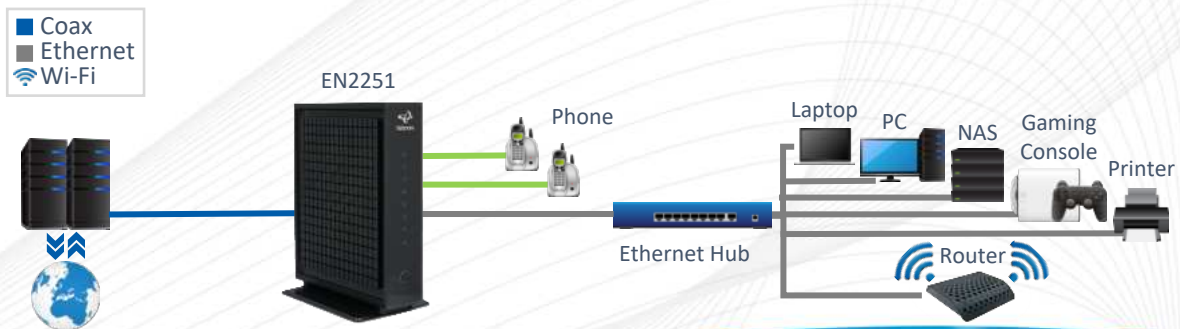 Coax
Ethernet
Wi-Fi
EN2251
Phone
Ethernet Hub
Laptop
PC
NAS
Gaming
Console
Printer
Router